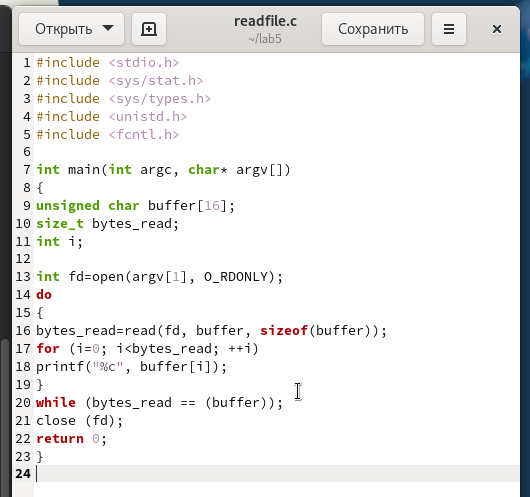 Открыть
readfile.c
~/lab5
Сохранить
1 #include <stdio.h>
2 #include <sys/stat.h>
3 #include <sys/types.h>
4 #include <unistd.h>
5 #include <fcntl.h>
6
7 int main(int argc, char* argv[])
8 {
9 unsigned char buffer[16];
10 size_t bytes_read;
11 int i;
12
13 int fd=open(argv[1], O_RDONLY);
14 do
15 {
16 bytes_read=read(fd, buffer, sizeof(buffer));
17 for (i=0; i<bytes_read; ++i)
18 printf("%c", buffer[i]);
19 }
20 while (bytes_read == (buffer));
21 close (fd);
22 return 0;
23 }
24